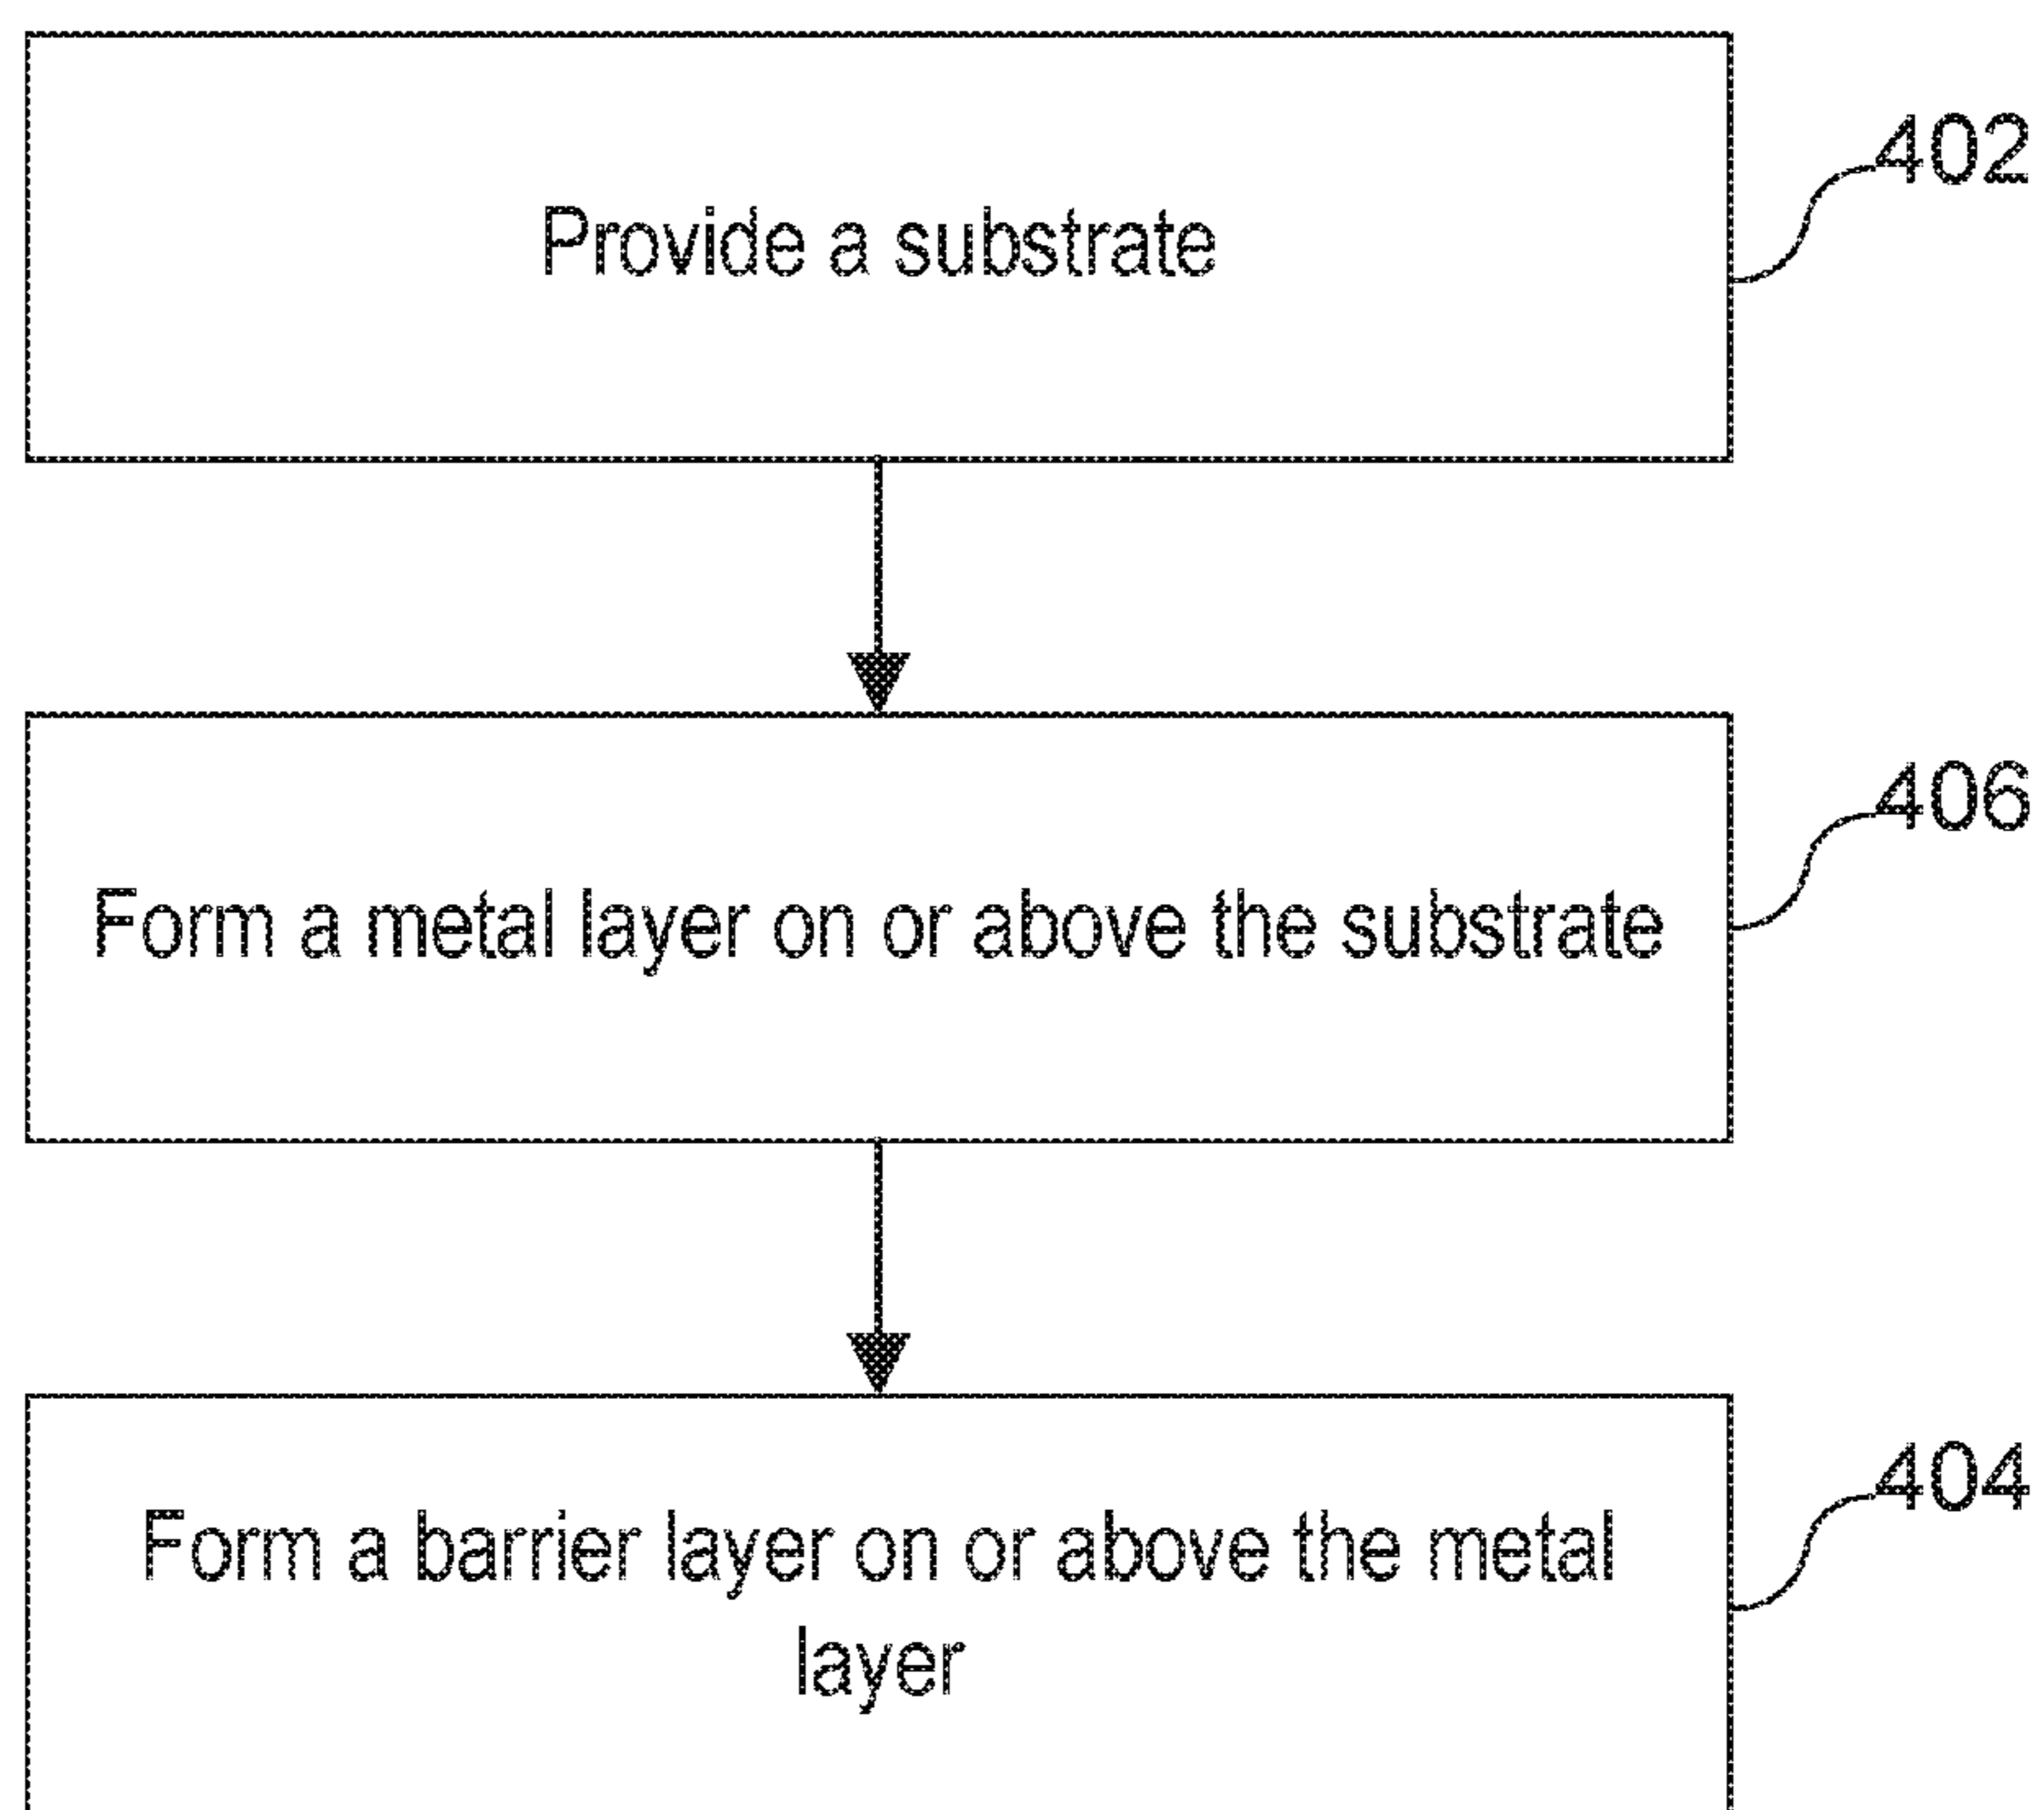 Provide a substrate
402
Form a metal layer on or above the substrate
406
Form a barrier layer on or above the metal
layer
404